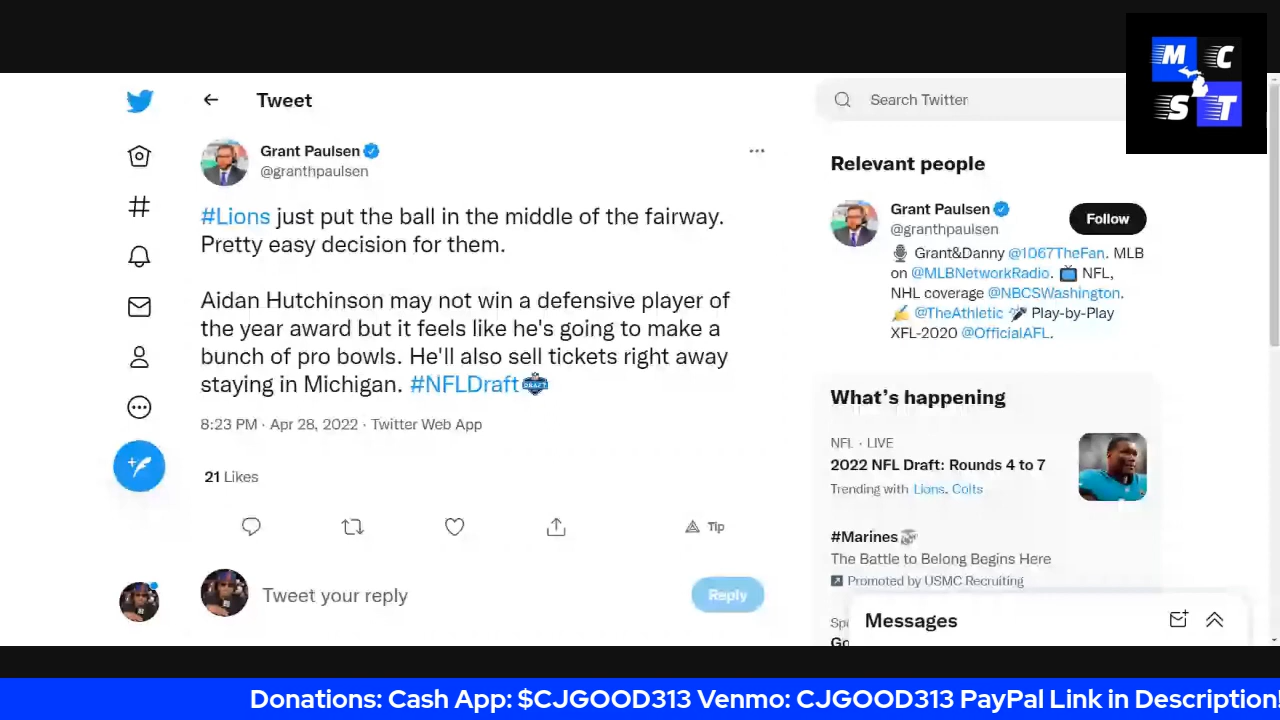 M C
S T
Tweet
Search Twitter
Grant Paulsen
@granthpaulsen
#Lions just put the ball in the middle of the fairway.
Pretty easy decision for them.
Aidan Hutchinson may not win a defensive player of
the year award but it feels like he's going to make a
bunch of pro bowls. He'll also sell tickets right away
staying in Michigan. #NFLDraft
8:23 PM · Apr 28, 2022 · Twitter Web App
21 Likes
Tip
Tweet your reply
Reply
Relevant people
Grant Paulsen
@granthpaulsen
Follow
Grant&Danny @1067TheFan. MLB
on @MLBNetworkRadio. NFL,
NHL coverage @NBCSWashington.
@TheAthletic Play-by-Play
XFL-2020 @OfficialAFL.
What's happening
NFL · LIVE
2022 NFL Draft: Rounds 4 to 7
Trending with Lions, Colts
#Marines
The Battle to Belong Begins Here
Promoted by USMC Recruiting
Messages
Donations: Cash App: $CJGOOD313 Venmo: CJGOOD313 PayPal Link in Description!